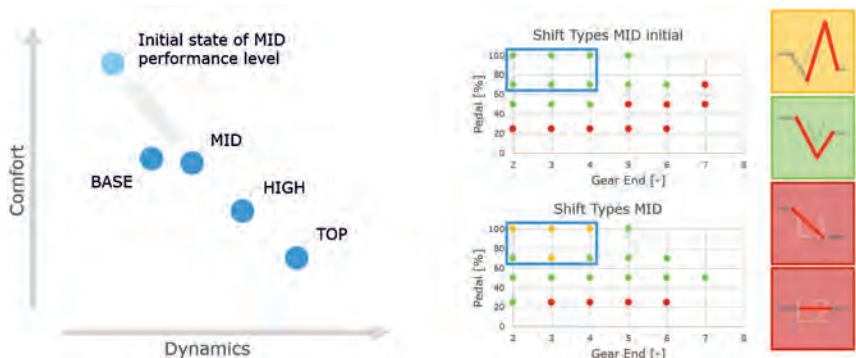 Initial state of MID
performance level
MID
BASE
HIGH
TOP
Comfort
Dynamics
Shift Types MID initial
Pedal [%]
100
80
60
40
20
0
2 3 4 5 6 7 8
Gear End [-]
Shift Types MID
Pedal [%]
100
80
60
40
20
0
2 3 4 5 6 7 8
Gear End [-]